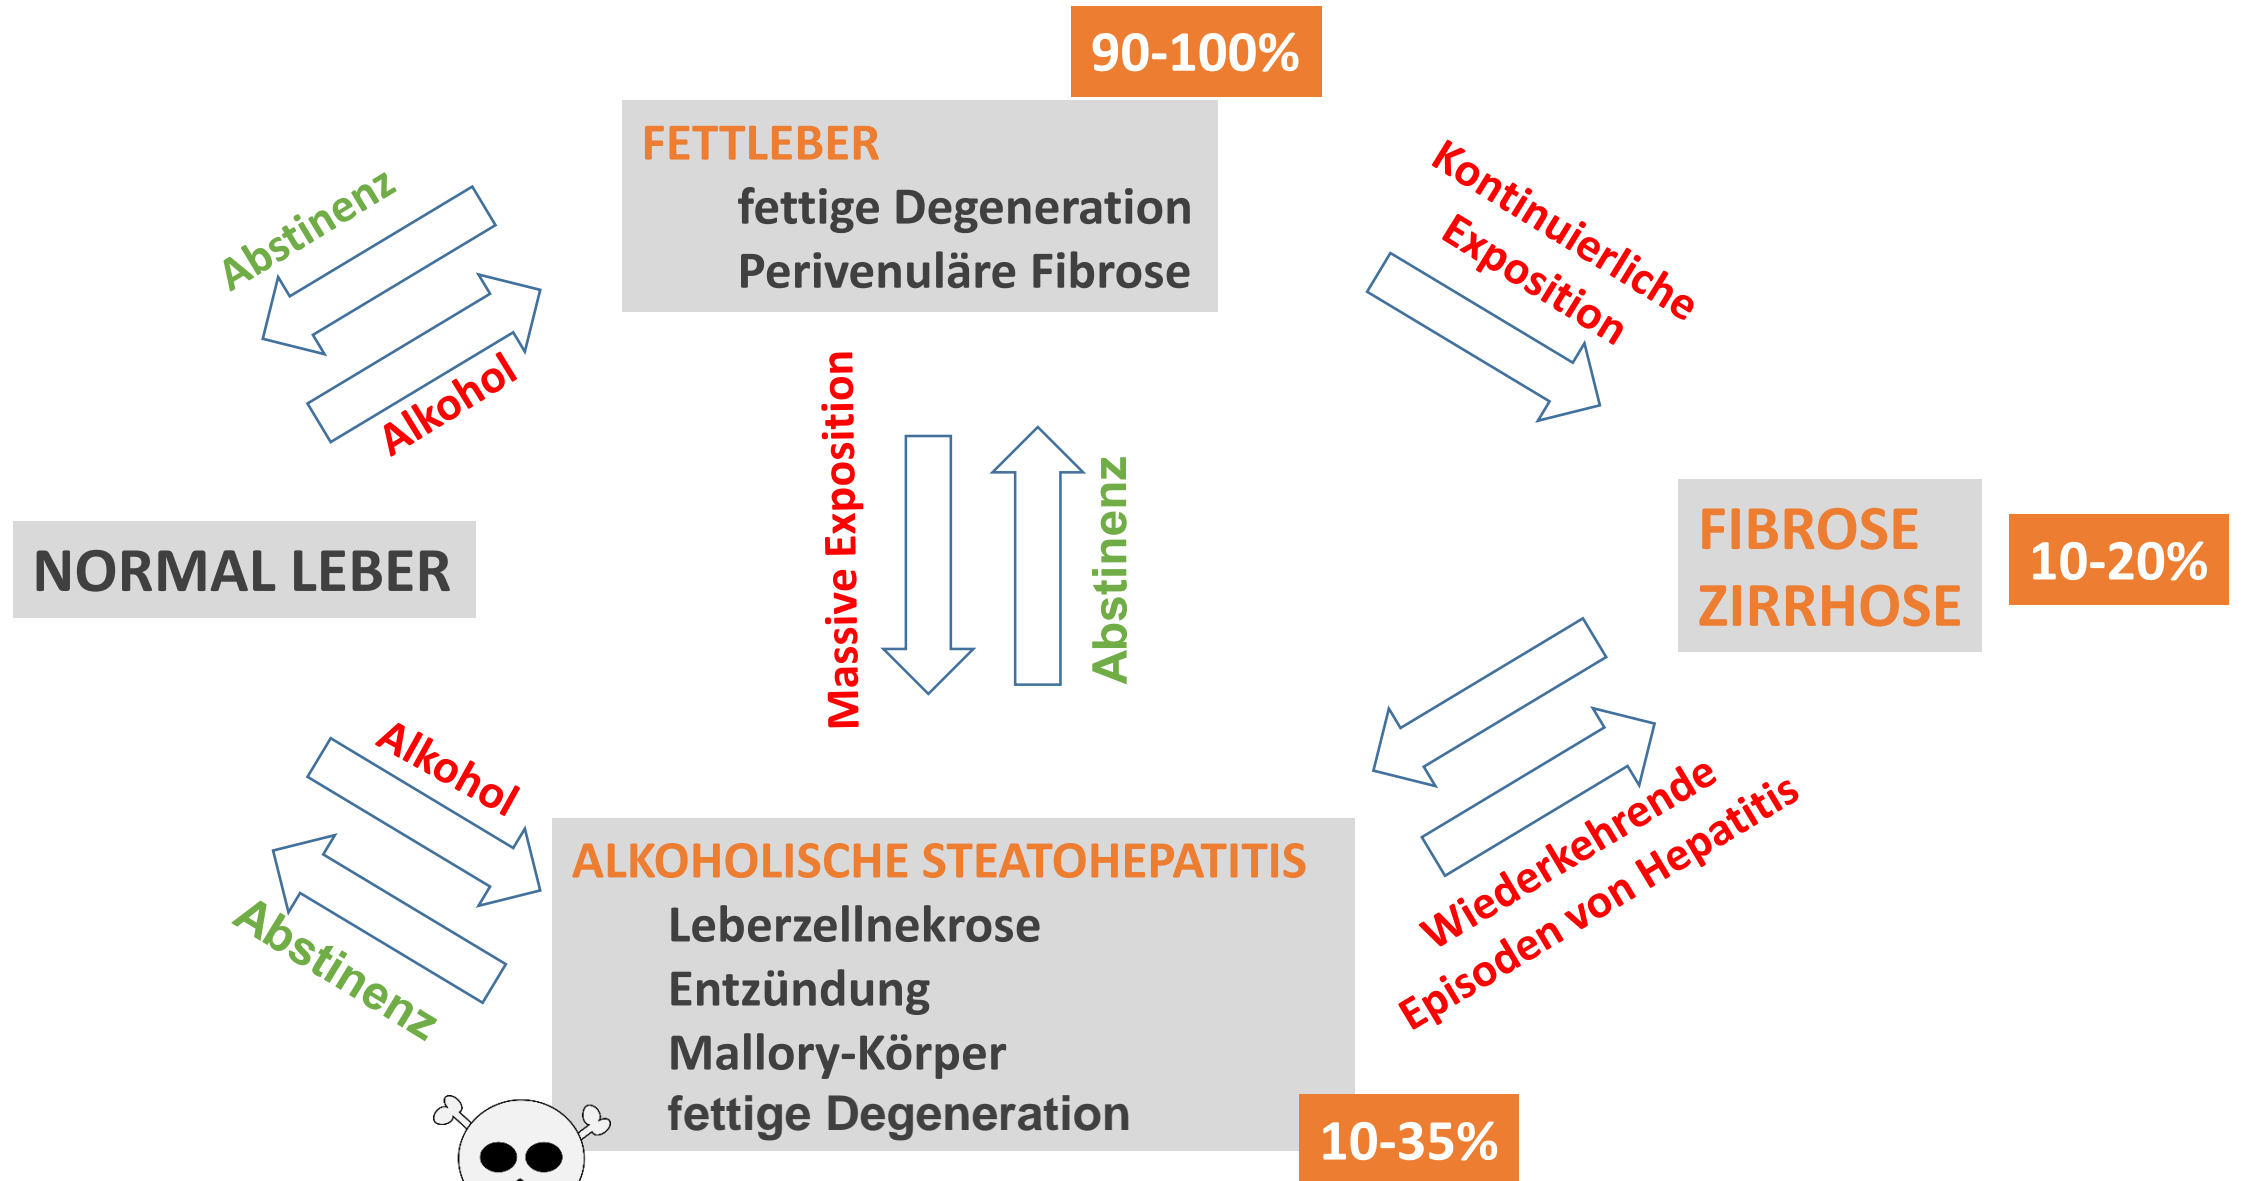 90-100%
FETTLEBER
fettige Degeneration
Perivenuläre Fibrose
Abstinenz
Alkohol
Kontinuierliche
Exposition
Massive Exposition
Abstinenz
NORMAL LEBER
FIBROSE
ZIRRHOSE
10-20%
Alkohol
Abstinenz
Wiederkehrende
Episoden von Hepatitis
ALKOHOLISCHE STEATOHEPATITIS
Leberzellnekrose
Entzündung
Mallory-Körper
fettige Degeneration
10-35%